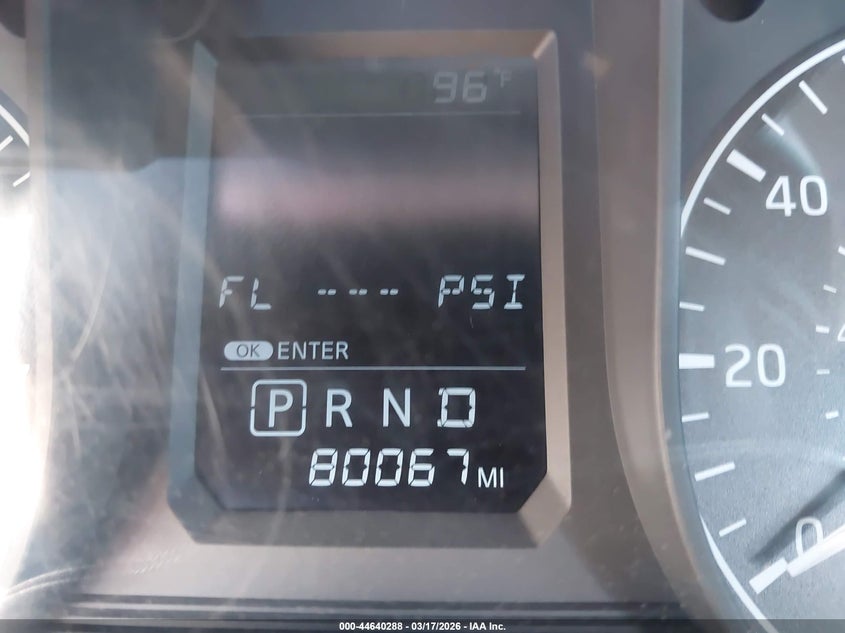 96°F
FL --- PSI
OK ENTER
P R N D
80067 MI
40
20
0
000-44640288 - 03/17/2026 - IAA Inc.